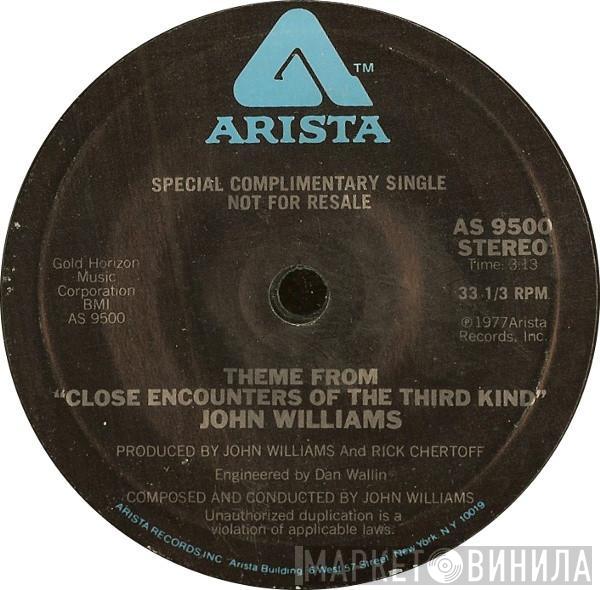 TM
ARISTA
SPECIAL COMPLIMENTARY SINGLE
NOT FOR RESALE
AS 9500
STEREO
Time: 3:13
33 1/3 RPM
℗1977Arista
Records, Inc.
Gold Horizon
Music
Corporation
BMI
AS 9500
THEME FROM
"CLOSE ENCOUNTERS OF THE THIRD KIND"
JOHN WILLIAMS
PRODUCED BY JOHN WILLIAMS And RICK CHERTOFF
Engineered by Dan Wallin
COMPOSED AND CONDUCTED BY JOHN WILLIAMS
Unauthorized duplication is a
violation of applicable laws.
ARISTA RECORDS,INC Arista Building, 6 West 57 Street, New York, N.Y. 10019
МАРКЕТ ВИНИЛА